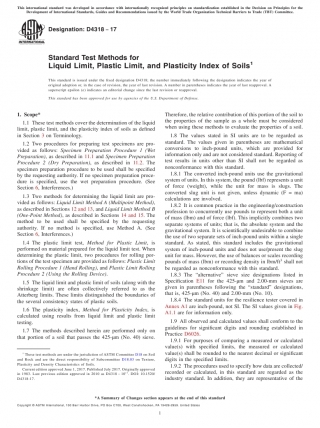 This international standard was developed in accordance with internationally recognized principles on standardization established in the Decision on Principles for the
Development of International Standards, Guides and Recommendations issued by the World Trade Organization Technical Barriers to Trade (TBT) Committee.
Designation: D4318 – 17
Standard Test Methods for
Liquid Limit, Plastic Limit, and Plasticity Index of Soils1
This standard is issued under the fixed designation D4318; the number immediately following the designation indicates the year of
original adoption or, in the case of revision, the year of last revision. A number in parentheses indicates the year of last reapproval. A
superscript epsilon (ε) indicates an editorial change since the last revision or reapproval.
This standard has been approved for use by agencies of the U.S. Department of Defense.
1. Scope*
1.1 These test methods cover the determination of the liquid
limit, plastic limit, and the plasticity index of soils as defined
in Section 3 on Terminology.
1.2 Two procedures for preparing test specimens are pro-
vided as follows: Specimen Preparation Procedure 1 (Wet
Preparation), as described in 11.1 and Specimen Preparation
Procedure 2 (Dry Preparation), as described in 11.2. The
specimen preparation procedure to be used shall be specified
by the requesting authority. If no specimen preparation proce-
dure is specified, use the wet preparation procedure. (See
Section 6, Interferences.)
1.3 Two methods for determining the liquid limit are pro-
vided as follows: Liquid Limit Method A (Multipoint Method),
as described in Sections 12 and 13, and Liquid Limit Method B
(One-Point Method), as described in Sections 14 and 15. The
method to be used shall be specified by the requesting
authority. If no method is specified, use Method A. (See
Section 6, Interferences.)
1.4 The plastic limit test, Method for Plastic Limit, is
performed on material prepared for the liquid limit test. When
determining the plastic limit, two procedures for rolling por-
tions of the test specimen are provided as follows: Plastic Limit
Rolling Procedure 1 (Hand Rolling), and Plastic Limit Rolling
Procedure 2 (Using the Rolling Device).
1.5 The liquid limit and plastic limit of soils (along with the
shrinkage limit) are often collectively referred to as the
Atterberg limits. These limits distinguished the boundaries of
the several consistency states of plastic soils.
1.6 The plasticity index, Method for Plasticity Index, is
calculated using results from liquid limit and plastic limit
testing.
1.7 The methods described herein are performed only on
that portion of a soil that passes the 425-μm (No. 40) sieve.
1 These test methods are under the jurisdiction of ASTM Committee D18 on Soil
and Rock and are the direct responsibility of Subcommittee D18.03 on Texture,
Plasticity and Density Characteristics of Soils.
Current edition approved June 1, 2017. Published July 2017. Originally approved
in 1983. Last previous edition approved in 2010 as D4318 – 10
D4318-17.
Therefore, the relative contribution of this portion of the soil to
the properties of the sample as a whole must be considered
when using these methods to evaluate the properties of a soil.
1.8 The values stated in SI units are to be regarded as
standard. The values given in parentheses are mathematical
conversions to inch-pound units, which are provided for
information only and are not considered standard. Reporting of
test results in units other than SI shall not be regarded as
nonconformance with this standard.
1.8.1 The converted inch-pound units use the gravitational
system of units. In this system, the pound (lbf) represents a unit
of force (weight), while the unit for mass is slugs. The
converted slug unit is not given, unless dynamic (F = ma)
calculations are involved.
1.8.2 It is common practice in the engineering/construction
profession to concurrently use pounds to represent both a unit
of mass (lbm) and of force (lbf). This implicitly combines two
separate systems of units; that is, the absolute system and the
gravitational system. It is scientifically undesirable to combine
the use of two separate sets of inch-pound units within a single
standard. As stated, this standard includes the gravitational
system of inch-pound units and does not use/present the slug
unit for mass. However, the use of balances or scales recording
pounds of mass (lbm) or recording density in lbm/ft3 shall not
be regarded as nonconformance with this standard.
1.8.3 The "alternative" sieve size designations listed in
Specification E11 for the 425-μm and 2.00-mm sieves are
given in parentheses following the "standard" designations,
that is, 425-μm (No. 40) and 2.00-mm (No. 10).
1.8.4 The standard units for the resilience tester covered in
Annex A1 are inch-pound, not SI. The SI values given in Fig.
A1.1 are for information only.
1.9 All observed and calculated values shall conform to the
guidelines for significant digits and rounding established in
Practice D6026.
1.9.1 For purposes of comparing a measured or calculated
value(s) with specified limits, the measured or calculated
value(s) shall be rounded to the nearest decimal or significant
digits in the specified limits.
1.9.2 The procedures used to specify how data are collected/
recorded or calculated, in this standard are regarded as the
industry standard. In addition, they are representative of the
*A Summary of Changes section appears at the end of this standard
Copyright © ASTM International, 100 Barr Harbor Drive, PO Box C700, West Conshohocken, PA 19428-2959. United States
1